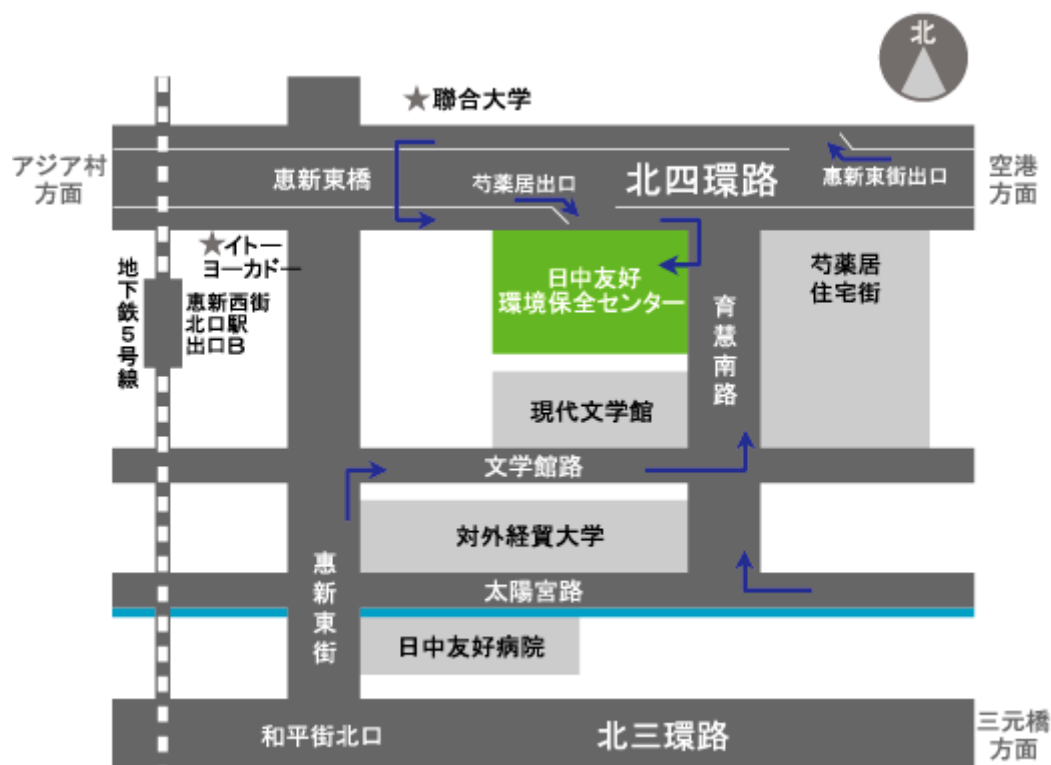 北
★聯合大学
アジア村
方面
恵新東橋
芍薬居出口
北四環路
恵新東街出口
空港
方面
★イトー
ヨーカドー
地下鉄5号線
恵新西街
北口駅
出口B
日中友好
環境保全センター
育慧南路
芍薬居
住宅街
現代文学館
文学館路
対外経貿大学
恵新東街
太陽宮路
日中友好病院
和平街北口
北三環路
三元橋
方面